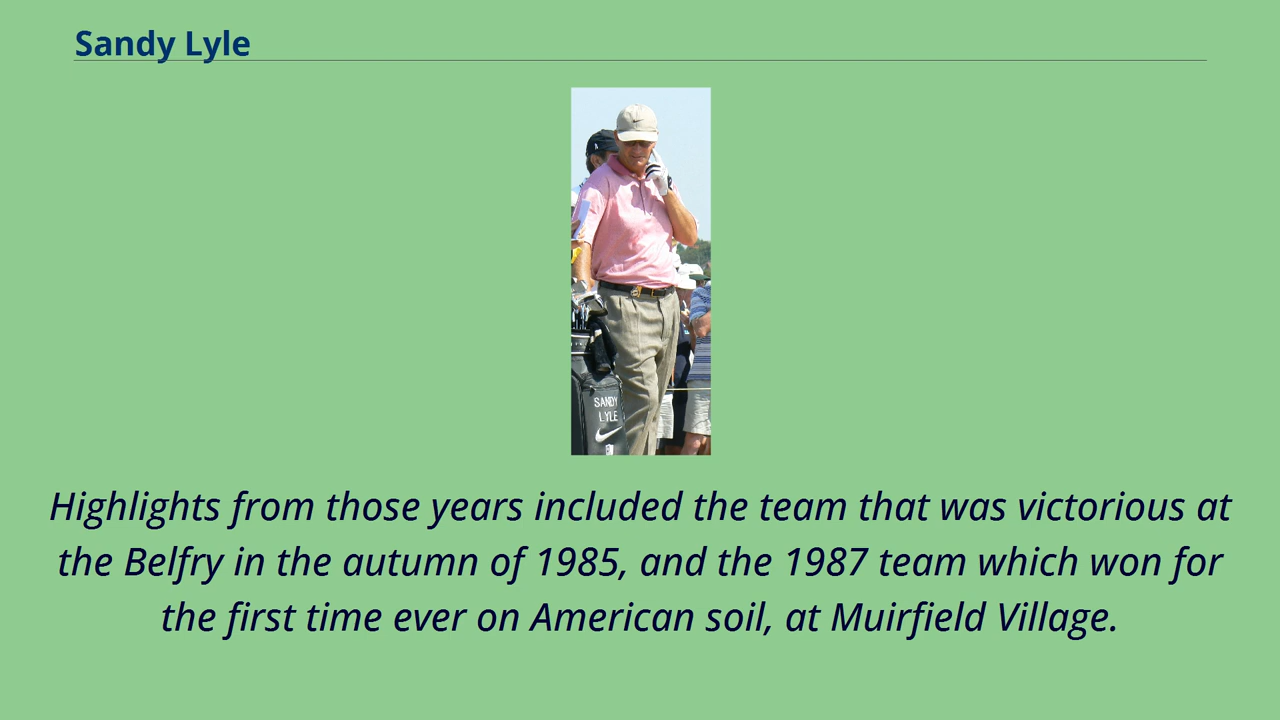 Sandy Lyle
SANDY
LYLE
Highlights from those years included the team that was victorious at
the Belfry in the autumn of 1985, and the 1987 team which won for
the first time ever on American soil, at Muirfield Village.